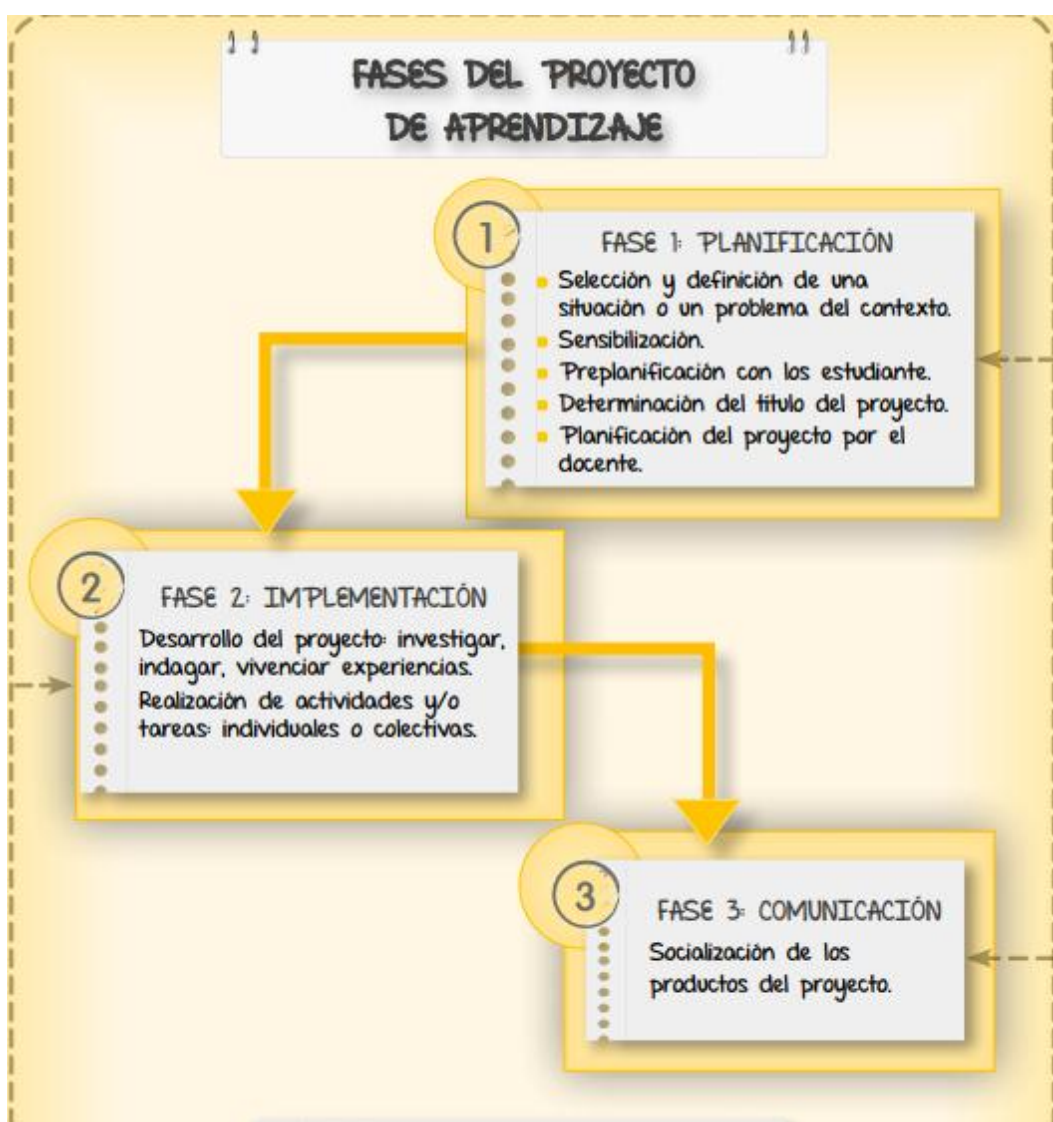 FASES DEL PROYECTO
DE APRENDIZAJE
1
FASE 1: PLANIFICACIÓN
Selección y definición de una
situación o un problema del contexto.
Sensibilización.
Preplanificación con los estudiante.
Determinación del título del proyecto.
Planificación del proyecto por el
docente.
2
FASE 2: IMPLEMENTACIÓN
Desarrollo del proyecto: investigar,
indagar, vivenciar experiencias.
Realización de actividades y/o
tareas: individuales o colectivas.
3
FASE 3: COMUNICACIÓN
Socialización de los
productos del proyecto.